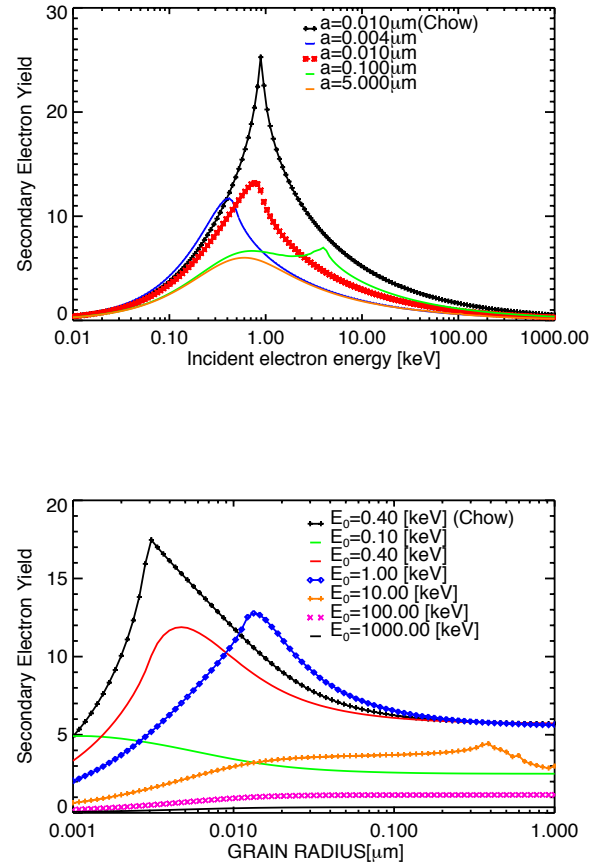 30
20
10
0
Secondary Electron Yield
a=0.010μm(Chow)
a=0.004μm
a=0.010μm
a=0.100μm
a=5.000μm
0.01 0.10 1.00 10.00 100.00 1000.00
Incident electron energy [keV]
20
15
10
5
0
Secondary Electron Yield
E₀=0.40 [keV] (Chow)
E₀=0.10 [keV]
E₀=0.40 [keV]
E₀=1.00 [keV]
E₀=10.00 [keV]
E₀=100.00 [keV]
E₀=1000.00 [keV]
0.001 0.010 0.100 1.000
GRAIN RADIUS[μm]